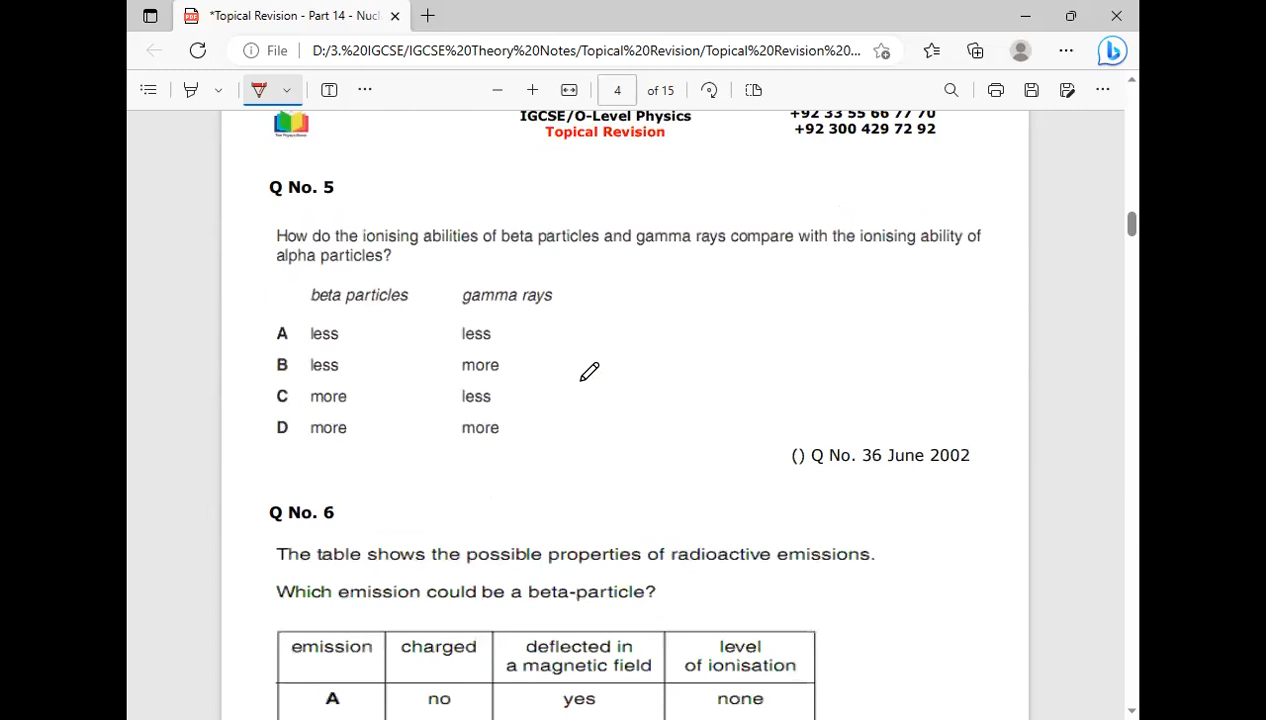 *Topical Revision - Part 14 - Nucl
File
D:/3.%20IGCSE/IGCSE%20Theory%20Notes/Topical%20Revision/Topical%20Revision%20...
4 of 15
IGCSE/O-Level Physics
+92 33 55 66 77 70
Topical Revision
+92 300 429 72 92
Q No. 5
How do the ionising abilities of beta particles and gamma rays compare with the ionising ability of
alpha particles?
beta particles gamma rays
A less less
B less more
C more less
D more more
() Q No. 36 June 2002
Q No. 6
The table shows the possible properties of radioactive emissions.
Which emission could be a beta-particle?
emission charged deflected in level
a magnetic field of ionisation
A no yes none